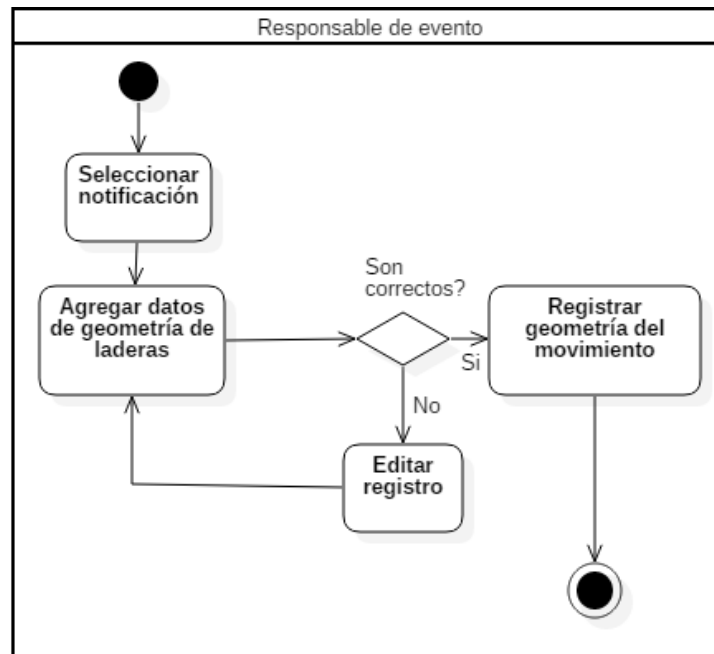 Responsable de evento
Seleccionar
notificación
Agregar datos
de geometría de
laderas
Son
correctos?
Si
Registrar
geometría del
movimiento
No
Editar
registro